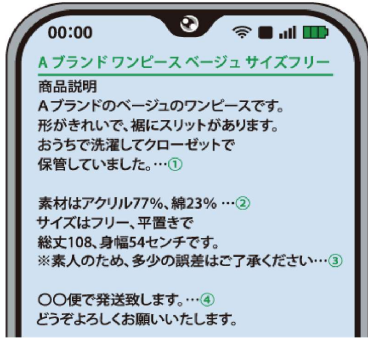 00:00
A ブランド ワンピース ベージュ サイズフリー
商品説明
A ブランドのベージュのワンピースです。
形がきれいで、裾にスリットがあります。
おうちで洗濯してクローゼットで
保管していました。…①
素材はアクリル77%、綿23% …②
サイズはフリー、平置きで
総丈108、身幅54センチです。
※素人のため、多少の誤差はご了承ください…③
〇〇便で発送致します。…④
どうぞよろしくお願いいたします。